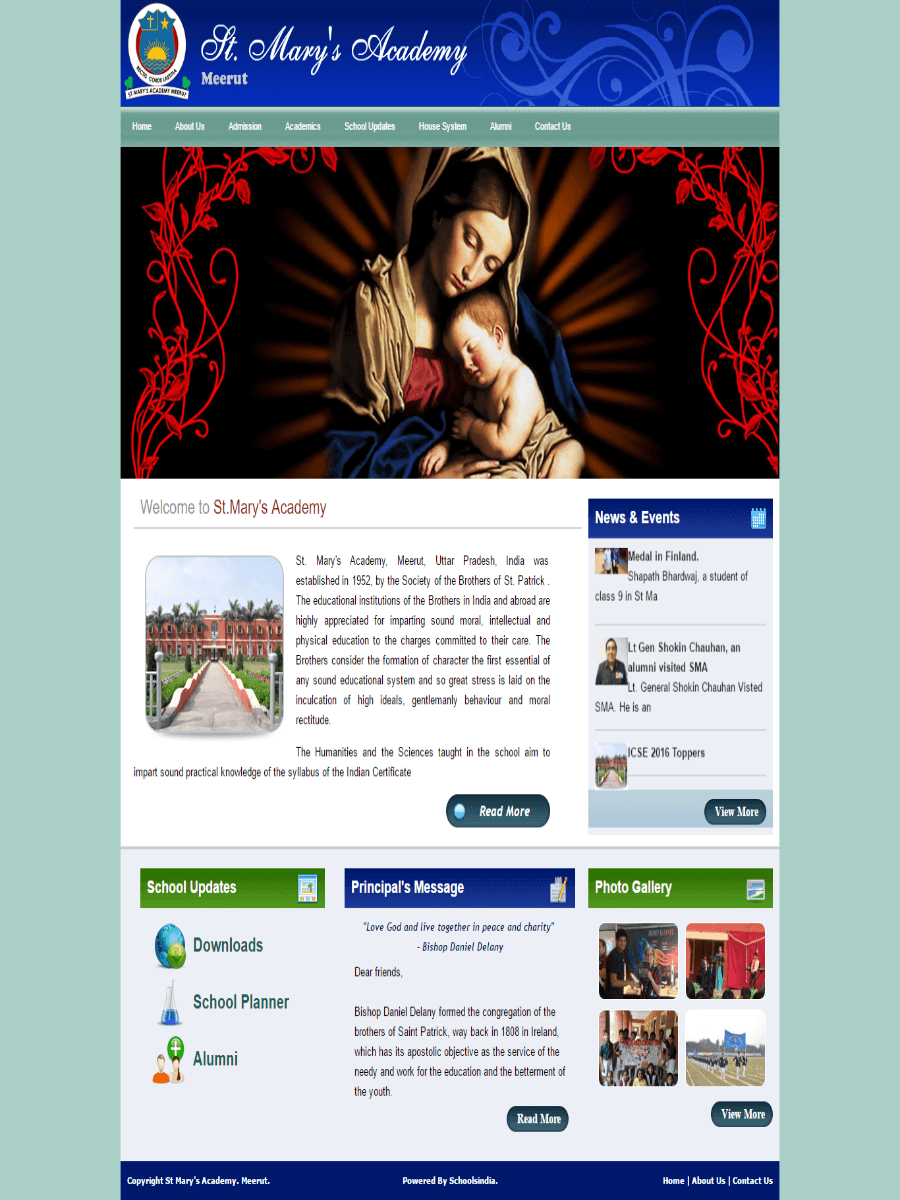 St. Mary's Academy
Meerut
ST. MARY'S ACADEMY MEERUT
Home About Us Admission Academics School Updates House System Alumni Contact Us
Welcome to St.Mary's Academy
St. Mary's Academy, Meerut, Uttar Pradesh, India was
established in 1952, by the Society of the Brothers of St. Patrick .
The educational institutions of the Brothers in India and abroad are
highly appreciated for imparting sound moral, intellectual and
physical education to the charges committed to their care. The
Brothers consider the formation of character the first essential of
any sound educational system and so great stress is laid on the
inculcation of high ideals, gentlemanly behaviour and moral
rectitude.
The Humanities and the Sciences taught in the school aim to
impart sound practical knowledge of the syllabus of the Indian Certificate
Read More
News & Events
Medal in Finland.
Shapath Bhardwaj, a student of
class 9 in St Ma
Lt Gen Shokin Chauhan, an
alumni visited SMA
Lt. General Shokin Chauhan Visted
SMA. He is an
ICSE 2016 Toppers
View More
School Updates
Downloads
School Planner
Alumni
Principal's Message
"Love God and live together in peace and charity"
- Bishop Daniel Delany
Dear friends,
Bishop Daniel Delany formed the congregation of the
brothers of Saint Patrick, way back in 1808 in Ireland,
which has its apostolic objective as the service of the
needy and work for the education and the betterment of
the youth.
Read More
Photo Gallery
View More
Copyright St Mary's Academy. Meerut. Powered By Schoolsindia. Home | About Us | Contact Us